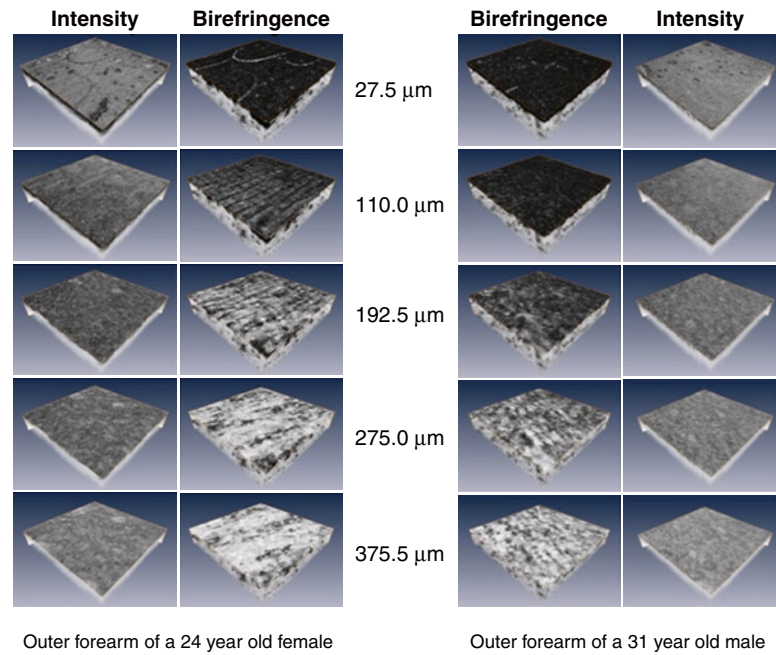 Intensity Birefringence Birefringence Intensity
27.5 μm
110.0 μm
192.5 μm
275.0 μm
375.5 μm
Outer forearm of a 24 year old female Outer forearm of a 31 year old male